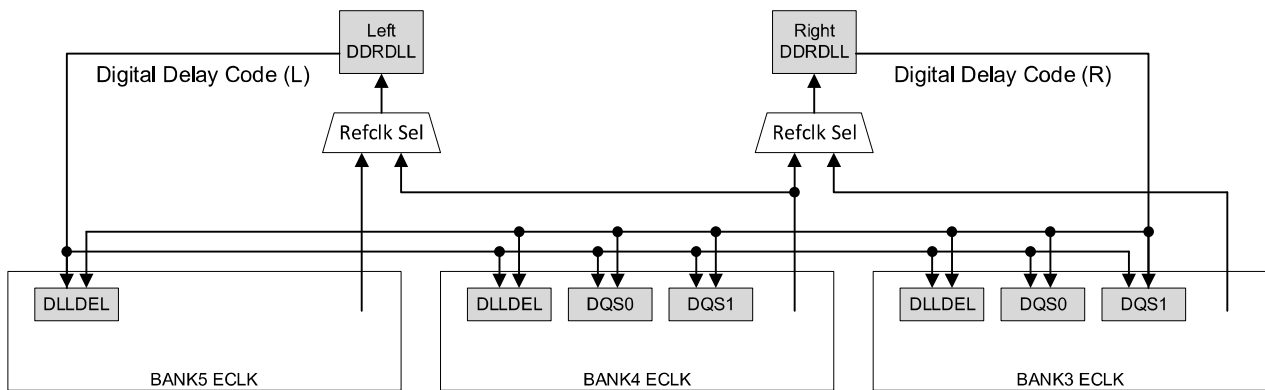 Left
DDRDLL
Right
DDRDLL
Digital Delay Code (L)
Digital Delay Code (R)
Refclk Sel
Refclk Sel
DLLDEL
DLLDEL
DQS0
DQS1
DLLDEL
DQS0
DQS1
BANK5 ECLK
BANK4 ECLK
BANK3 ECLK